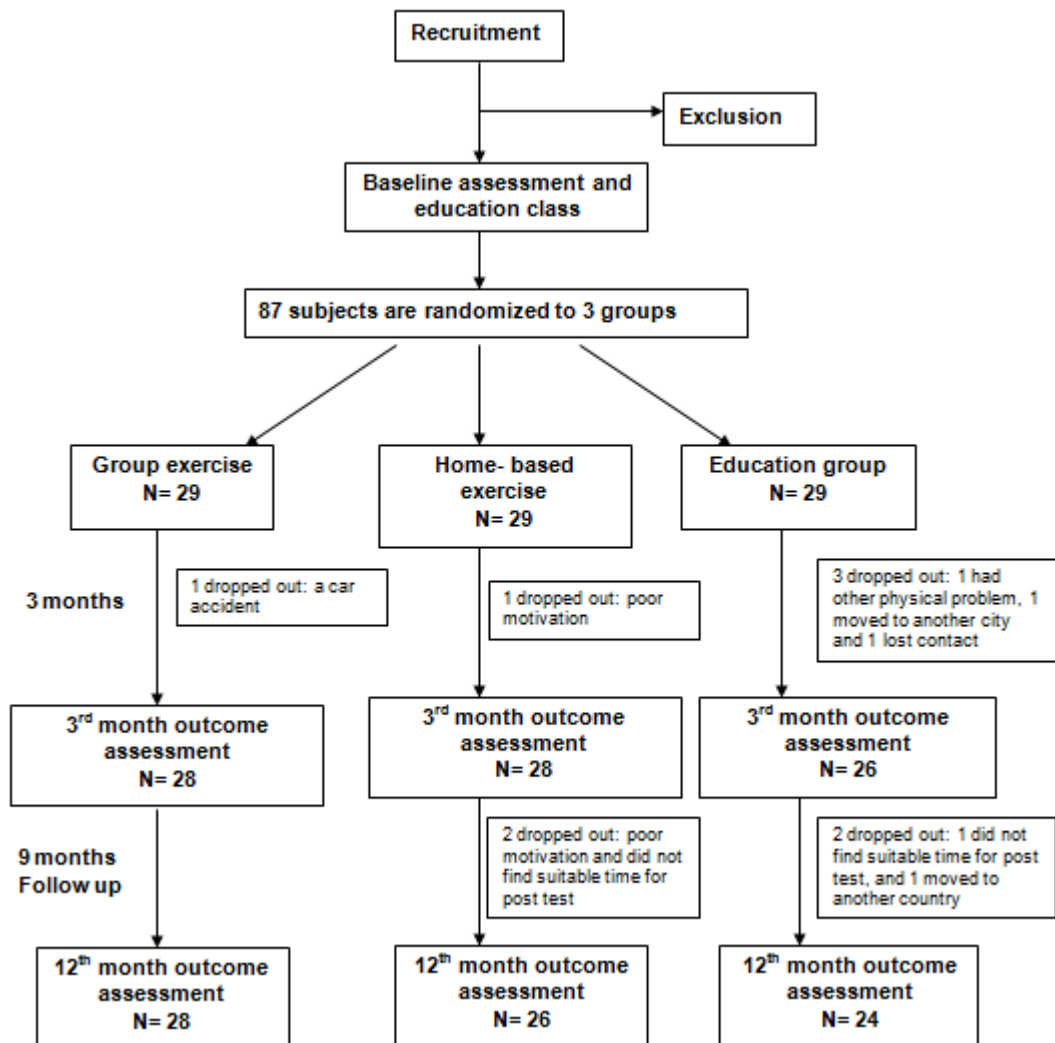 Recruitment
Exclusion
Baseline assessment and
education class
87 subjects are randomized to 3 groups
Group exercise
N= 29
Home- based
exercise
N= 29
Education group
N= 29
3 months
1 dropped out: a car
accident
1 dropped out: poor
motivation
3 dropped out: 1 had
other physical problem, 1
moved to another city
and 1 lost contact
3rd month outcome
assessment
N= 28
3rd month outcome
assessment
N= 28
3rd month outcome
assessment
N= 26
9 months
Follow up
2 dropped out: poor
motivation and did not
find suitable time for
post test
2 dropped out: 1 did not
find suitable time for post
test, and 1 moved to
another country
12th month outcome
assessment
N= 28
12th month outcome
assessment
N= 26
12th month outcome
assessment
N= 24